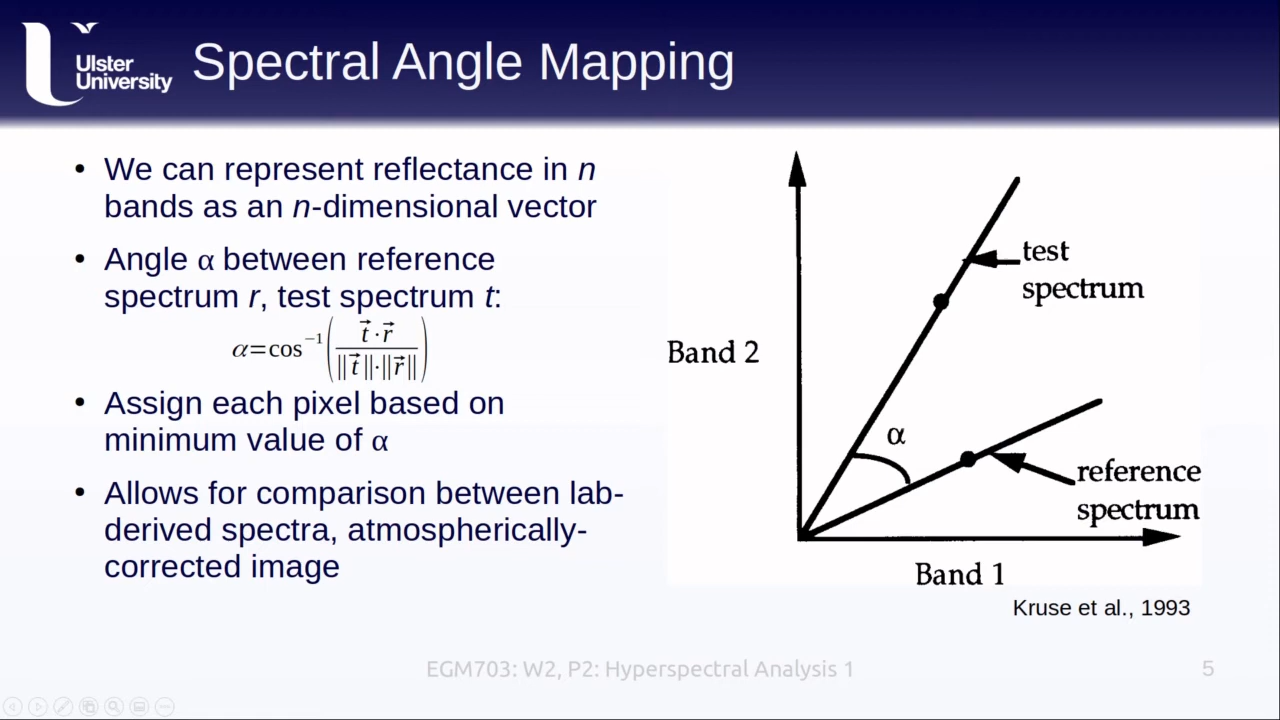 Ulster
University
Spectral Angle Mapping
• We can represent reflectance in n
bands as an n-dimensional vector
• Angle α between reference
spectrum r, test spectrum t:
α=cos⁻¹(t⃗·r⃗ / ‖t⃗‖·‖r⃗‖)
• Assign each pixel based on
minimum value of α
• Allows for comparison between lab-
derived spectra, atmospherically-
corrected image
test
spectrum
Band 2
α
reference
spectrum
Band 1
Kruse et al., 1993
EGM703: W2, P2: Hyperspectral Analysis 1
5